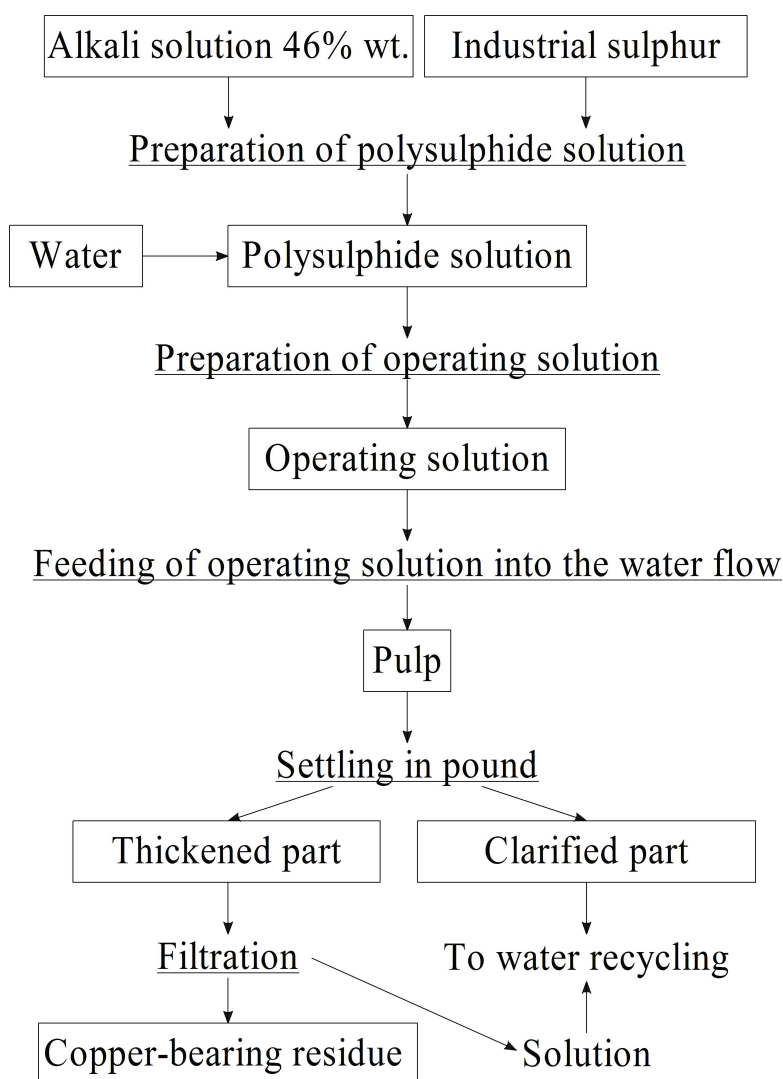 Alkali solution 46% wt.
Industrial sulphur
Preparation of polysulphide solution
Water
Polysulphide solution
Preparation of operating solution
Operating solution
Feeding of operating solution into the water flow
Pulp
Settling in pound
Thickened part
Clarified part
Filtration
To water recycling
Copper-bearing residue
Solution